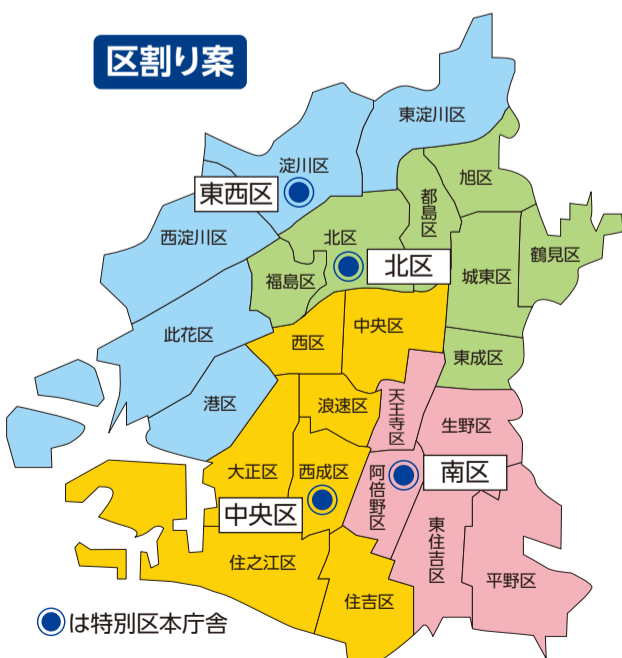 区割り案
東淀川区
淀川区
東西区
旭区
都島区
西淀川区
北区
北区
鶴見区
福島区
城東区
此花区
西区
中央区
東成区
港区
浪速区
天王寺区
生野区
大正区
西成区
阿倍野区
南区
中央区
東住吉区
住之江区
平野区
住吉区
は特別区本庁舎